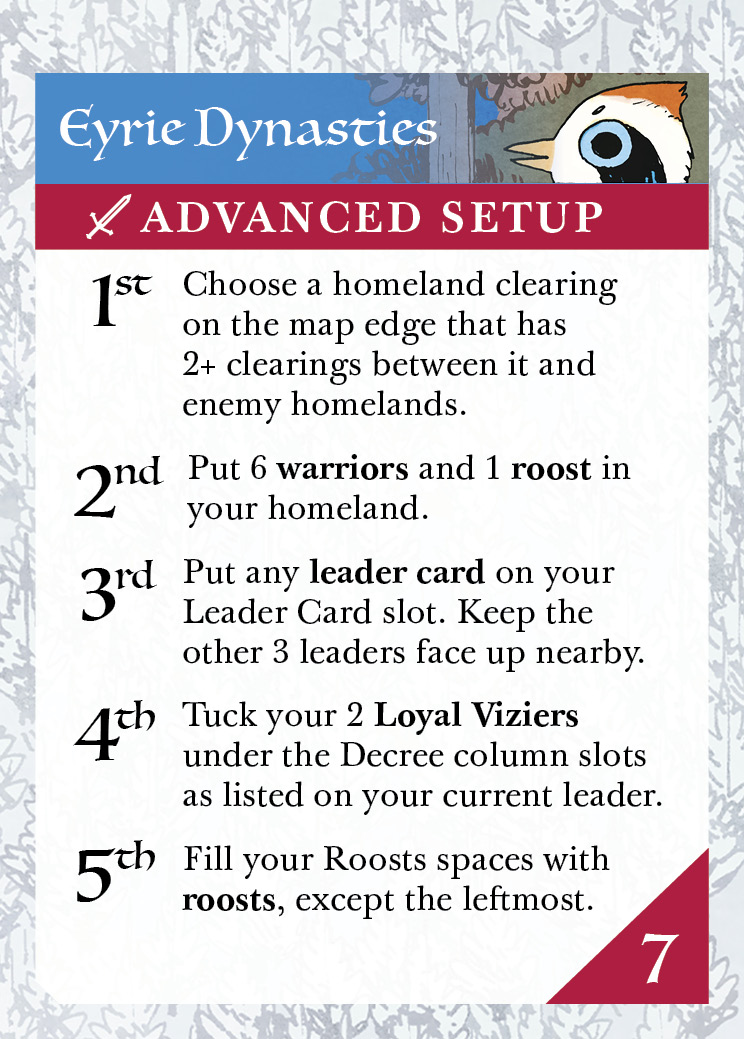 Eyrie Dynasties
ADVANCED SETUP
1st Choose a homeland clearing
on the map edge that has
2+ clearings between it and
enemy homelands.
2nd Put 6 warriors and 1 roost in
your homeland.
3rd Put any leader card on your
Leader Card slot. Keep the
other 3 leaders face up nearby.
4th Tuck your 2 Loyal Viziers
under the Decree column slots
as listed on your current leader.
5th Fill your Roosts spaces with
roosts, except the leftmost.
7